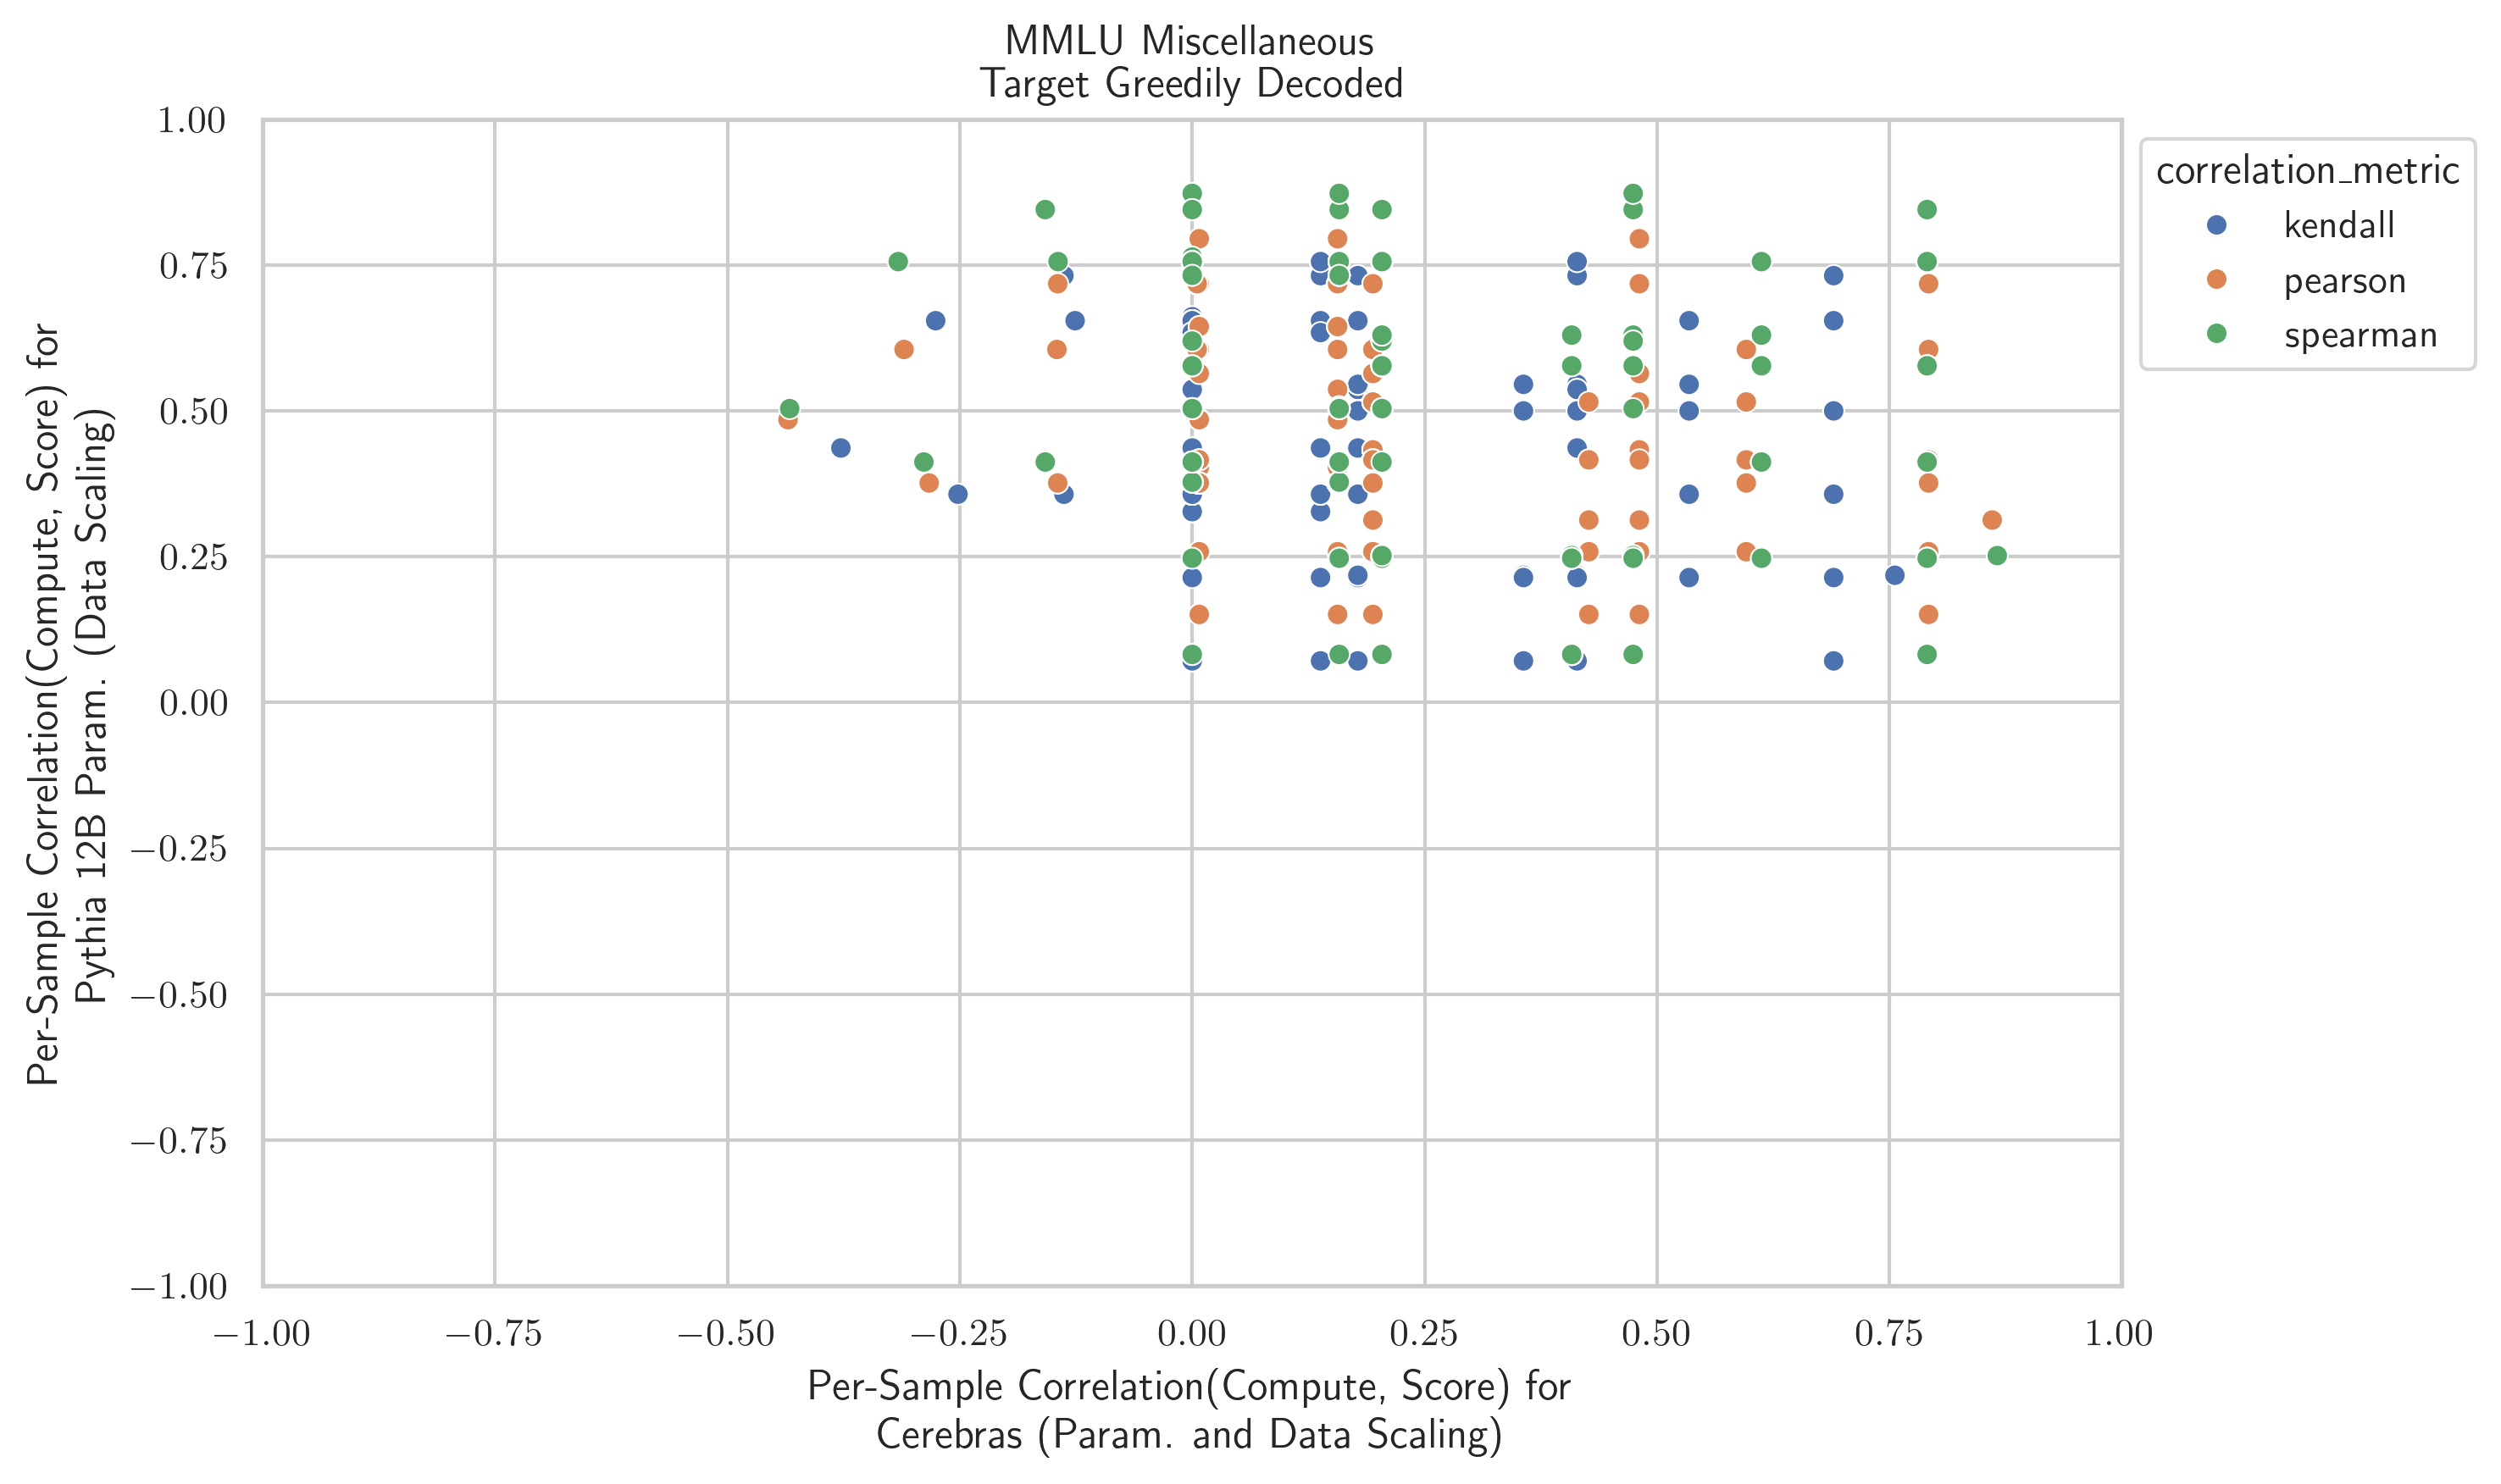 MMLU Miscellaneous
Target Greedily Decoded
Per-Sample Correlation(Compute, Score) for
Pythia 12B Param. (Data Scaling)
1.00
0.75
0.50
0.25
0.00
−0.25
−0.50
−0.75
−1.00
−1.00 −0.75 −0.50 −0.25 0.00 0.25 0.50 0.75 1.00
Per-Sample Correlation(Compute, Score) for
Cerebras (Param. and Data Scaling)
correlation_metric
kendall
pearson
spearman